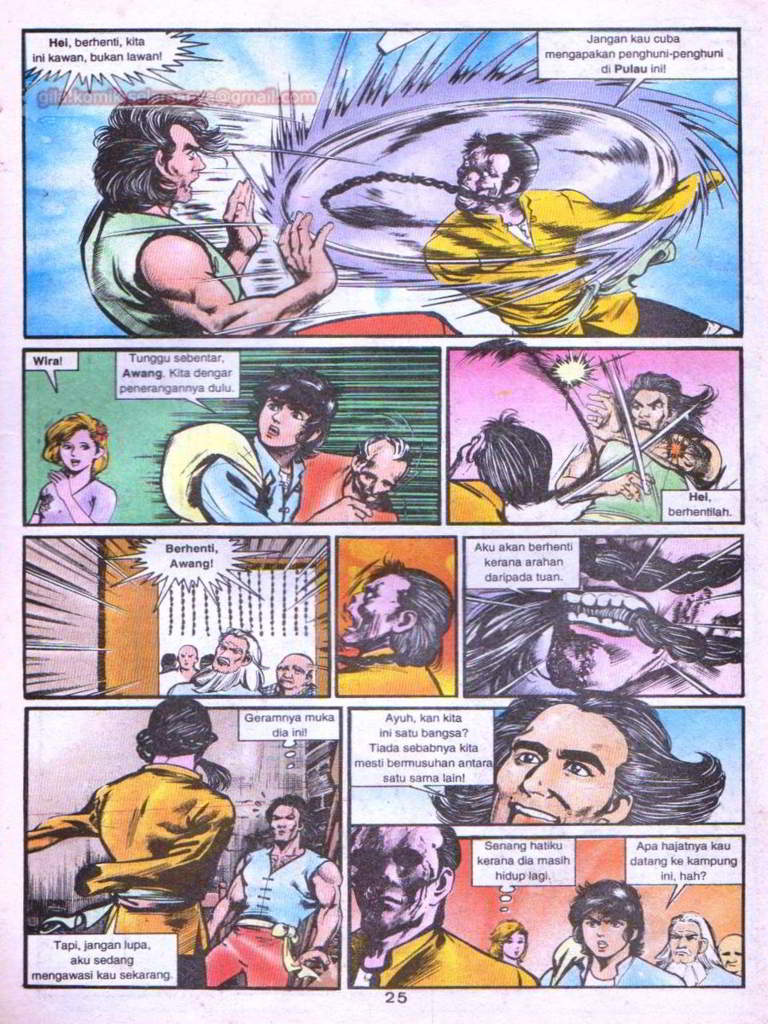 Hei, berhenti, kita
ini kawan, bukan lawan!
Jangan kau cuba
mengapakan penghuni-penghuni
di Pulau ini!
@gmail.com
Wira!
Tunggu sebentar,
Awang. Kita dengar
penerangannya dulu.
Hei,
berhentilah.
Berhenti,
Awang!
Aku akan berhenti
kerana arahan
daripada tuan.
Geramnya muka
dia ini!
Tapi, jangan lupa,
aku sedang
mengawasi kau sekarang.
Ayuh, kan kita
ini satu bangsa?
Tiada sebabnya kita
mesti bermusuhan antara
satu sama lain!
Senang hatiku
kerana dia masih
hidup lagi.
Apa hajatnya kau
datang ke kampung
ini, hah?
25